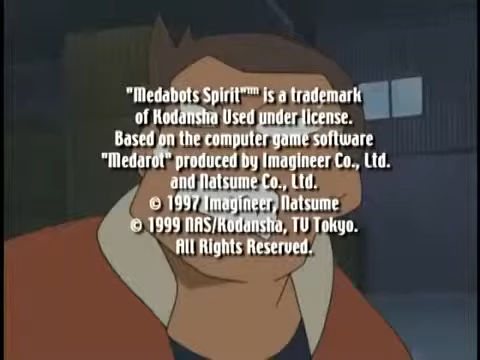 "Medabots Spirit"™ is a trademark
of Kodansha Used under license.
Based on the computer game software
"Medarot" produced by Imagineer Co., Ltd.
and Natsume Co., Ltd.
© 1997 Imagineer, Natsume
© 1999 NAS/Kodansha, TV Tokyo.
All Rights Reserved.